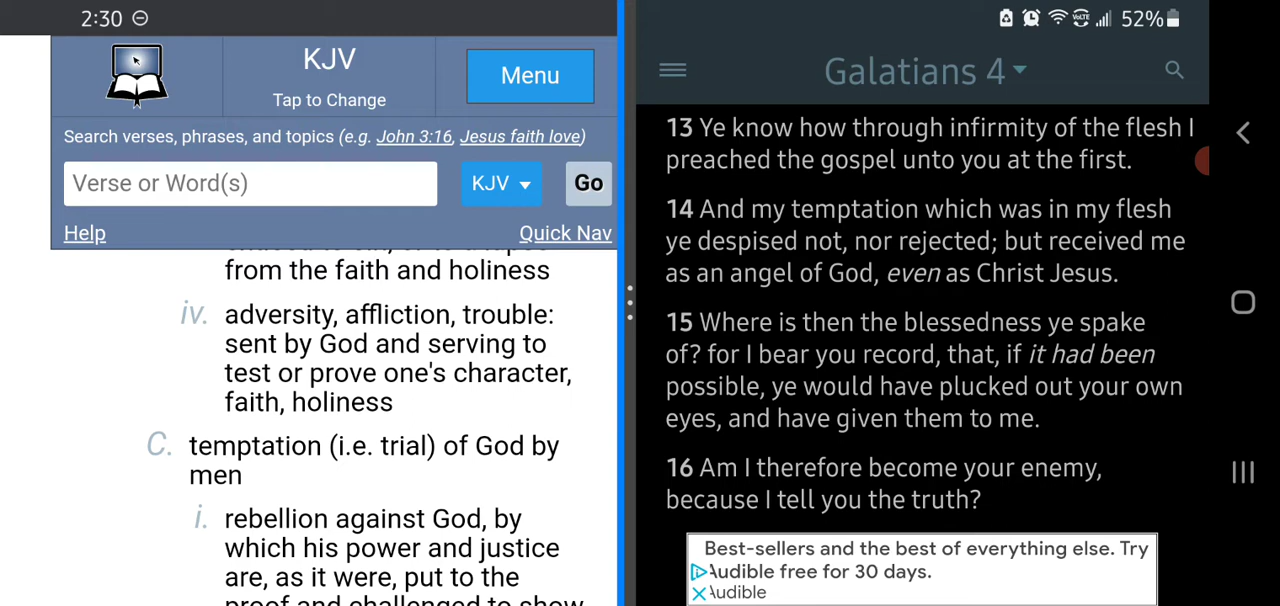 2:30
KJV
Tap to Change
Menu
Search verses, phrases, and topics (e.g. John 3:16, Jesus faith love)
Verse or Word(s)
KJV
Go
Help
Quick Nav
from the faith and holiness
iv. adversity, affliction, trouble:
sent by God and serving to
test or prove one's character,
faith, holiness
C. temptation (i.e. trial) of God by
men
i. rebellion against God, by
which his power and justice
are, as it were, put to the
proof and challenged to show
52%
Galatians 4
13 Ye know how through infirmity of the flesh I
preached the gospel unto you at the first.
14 And my temptation which was in my flesh
ye despised not, nor rejected; but received me
as an angel of God, even as Christ Jesus.
15 Where is then the blessedness ye spake
of? for I bear you record, that, if it had been
possible, ye would have plucked out your own
eyes, and have given them to me.
16 Am I therefore become your enemy,
because I tell you the truth?
Best-sellers and the best of everything else. Try
Audible free for 30 days.
Audible